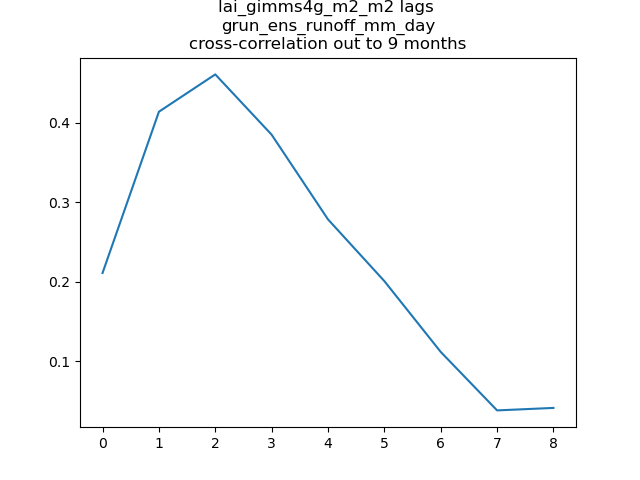 lai_gimms4g_m2_m2 lags
grun_ens_runoff_mm_day
cross-correlation out to 9 months
0.4
0.3
0.2
0.1
0 1 2 3 4 5 6 7 8